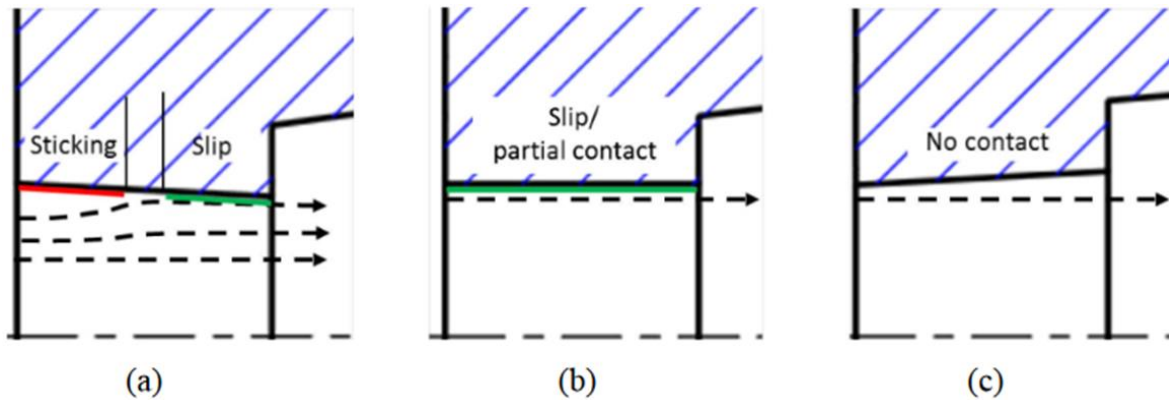 Sticking
Slip
Slip/
partial contact
No contact
(a)
(b)
(c)